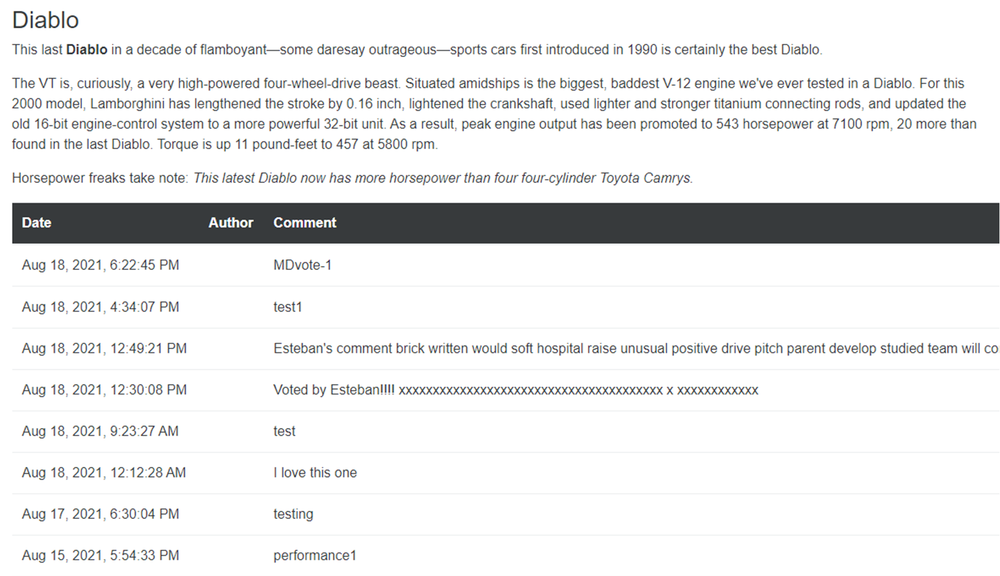 Diablo
This last Diablo in a decade of flamboyant—some daresay outrageous—sports cars first introduced in 1990 is certainly the best Diablo.
The VT is, curiously, a very high-powered four-wheel-drive beast. Situated amidships is the biggest, baddest V-12 engine we've ever tested in a Diablo. For this
2000 model, Lamborghini has lengthened the stroke by 0.16 inch, lightened the crankshaft, used lighter and stronger titanium connecting rods, and updated the
old 16-bit engine-control system to a more powerful 32-bit unit. As a result, peak engine output has been promoted to 543 horsepower at 7100 rpm, 20 more than
found in the last Diablo. Torque is up 11 pound-feet to 457 at 5800 rpm.
Horsepower freaks take note: This latest Diablo now has more horsepower than four four-cylinder Toyota Camrys.
Date Author Comment
Aug 18, 2021, 6:22:45 PM MDvote-1
Aug 18, 2021, 4:34:07 PM test1
Aug 18, 2021, 12:49:21 PM Esteban's comment brick written would soft hospital raise unusual positive drive pitch parent develop studied team will
Aug 18, 2021, 12:30:08 PM Voted by Esteban!!!! xxxxxxxxxxxxxxxxxxxxxxxxxxxxxxxxxxxxxxx x xxxxxxxxxxxx
Aug 18, 2021, 9:23:27 AM test
Aug 18, 2021, 12:12:28 AM I love this one
Aug 17, 2021, 6:30:04 PM testing
Aug 15, 2021, 5:54:33 PM performance1